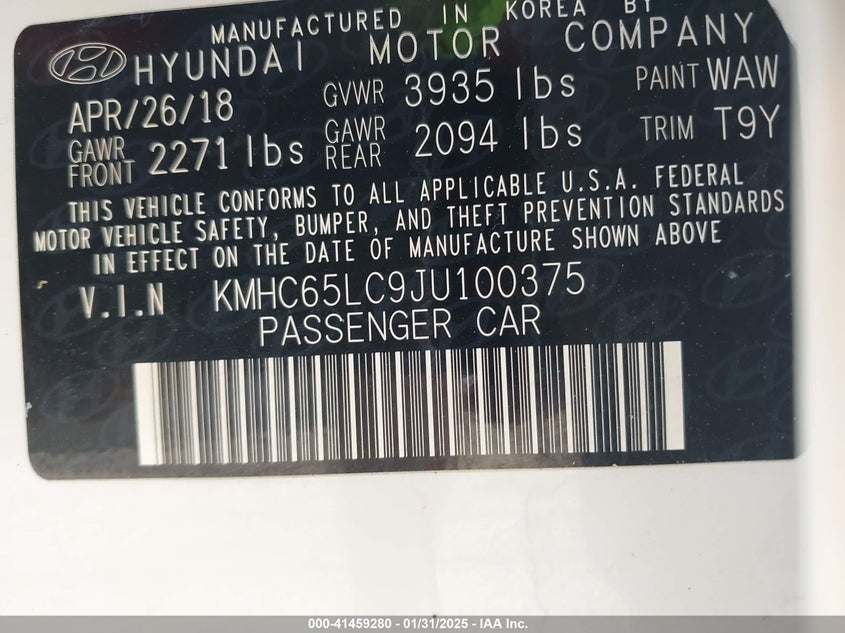 MANUFACTURED IN KOREA BY
HYUNDAI MOTOR COMPANY
APR/26/18 GVWR 3935 lbs PAINT WAW
GAWR FRONT 2271 lbs GAWR REAR 2094 lbs TRIM T9Y
THIS VEHICLE CONFORMS TO ALL APPLICABLE U.S.A. FEDERAL
MOTOR VEHICLE SAFETY, BUMPER, AND THEFT PREVENTION STANDARDS
IN EFFECT ON THE DATE OF MANUFACTURE SHOWN ABOVE
V.I.N KMHC65LC9JU100375
PASSENGER CAR
000-41459280 - 01/31/2025 - IAA Inc.